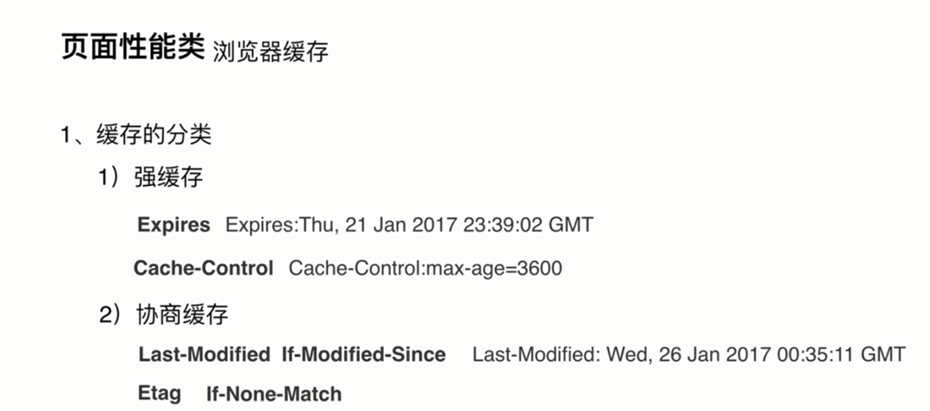 页面性能类 浏览器缓存
1、缓存的分类
1）强缓存
Expires Expires:Thu, 21 Jan 2017 23:39:02 GMT
Cache-Control Cache-Control:max-age=3600
2）协商缓存
Last-Modified If-Modified-Since Last-Modified: Wed, 26 Jan 2017 00:35:11 GMT
Etag If-None-Match